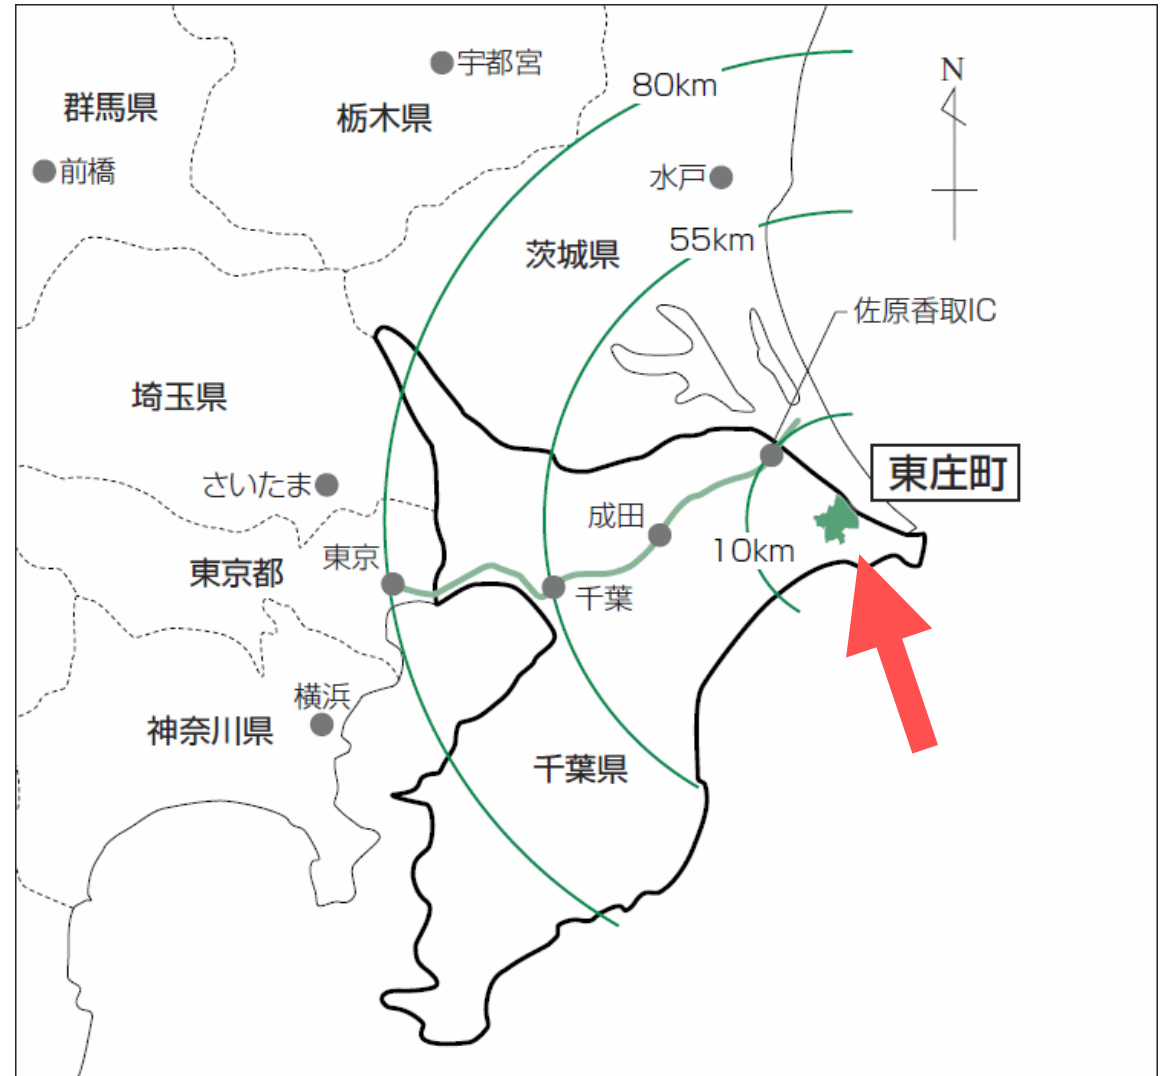 宇都宮
80km
N
群馬県
栃木県
前橋
水戸
55km
茨城県
佐原香取IC
埼玉県
東庄町
さいたま
成田
10km
東京
東京都
千葉
横浜
神奈川県
千葉県